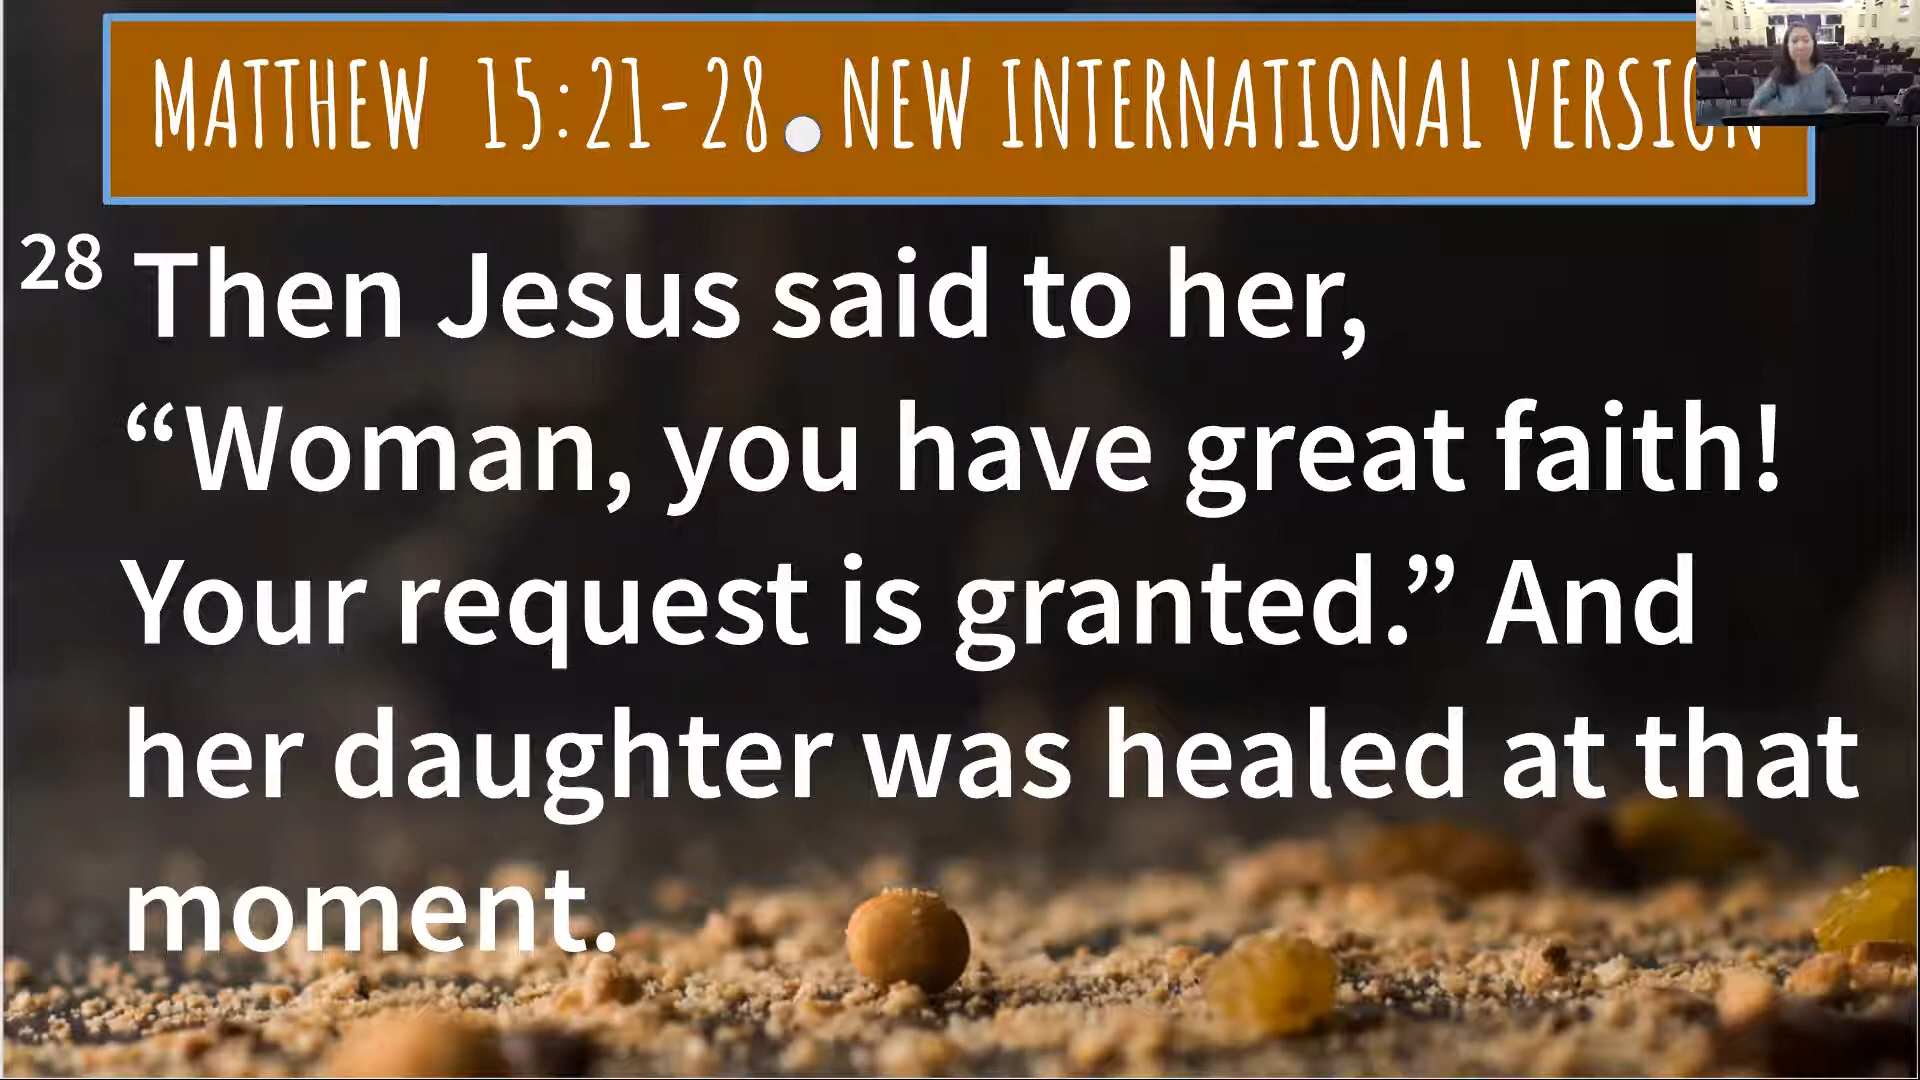 MATTHEW 15:21-28 NEW INTERNATIONAL VERSION
28 Then Jesus said to her,
“Woman, you have great faith!
Your request is granted.” And
her daughter was healed at that
moment.